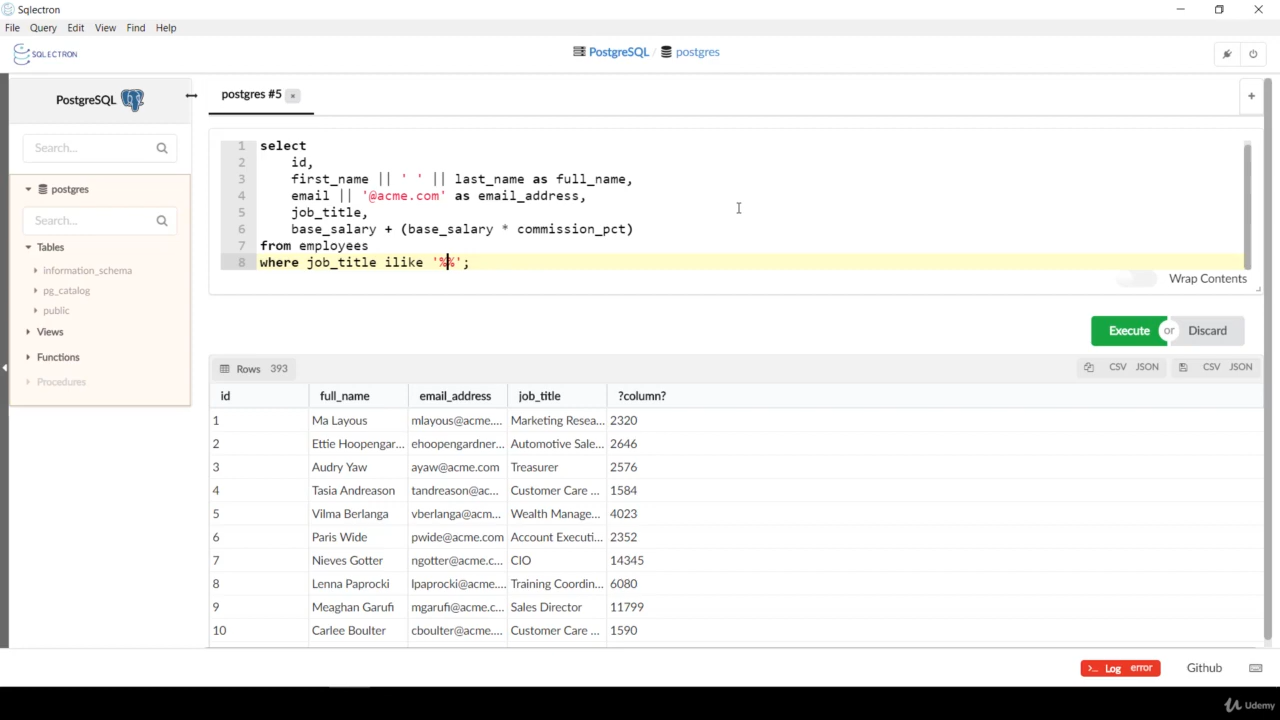 Sqlectron
File Query Edit View Find Help
SQLECTRON
PostgreSQL / postgres
PostgreSQL
postgres #5
+
Search...
postgres
Search...
Tables
information_schema
pg_catalog
public
Views
Functions
Procedures
1 select
2 id,
3 first_name || ' ' || last_name as full_name,
4 email || '@acme.com' as email_address,
5 job_title,
6 base_salary + (base_salary * commission_pct)
7 from employees
8 where job_title ilike '%%';
Wrap Contents
Execute or Discard
Rows 393 CSV JSON CSV JSON
id full_name email_address job_title ?column?
1 Ma Layous mlayous@acme.... Marketing Resea... 2320
2 Ettie Hoopengar... ehoopengardner... Automotive Sale... 2646
3 Audry Yaw ayaw@acme.com Treasurer 2576
4 Tasia Andreason tandreason@ac... Customer Care ... 1584
5 Vilma Berlanga vberlanga@acm... Wealth Manage... 4023
6 Paris Wide pwide@acme.com Account Executi... 2352
7 Nieves Gotter ngotter@acme.c... CIO 14345
8 Lenna Paprocki lpaprocki@acme.... Training Coordin... 6080
9 Meaghan Garufi mgarufi@acme.c... Sales Director 11799
10 Carlee Boulter cboulter@acme.... Customer Care ... 1590
>_ Log error Github
Udemy